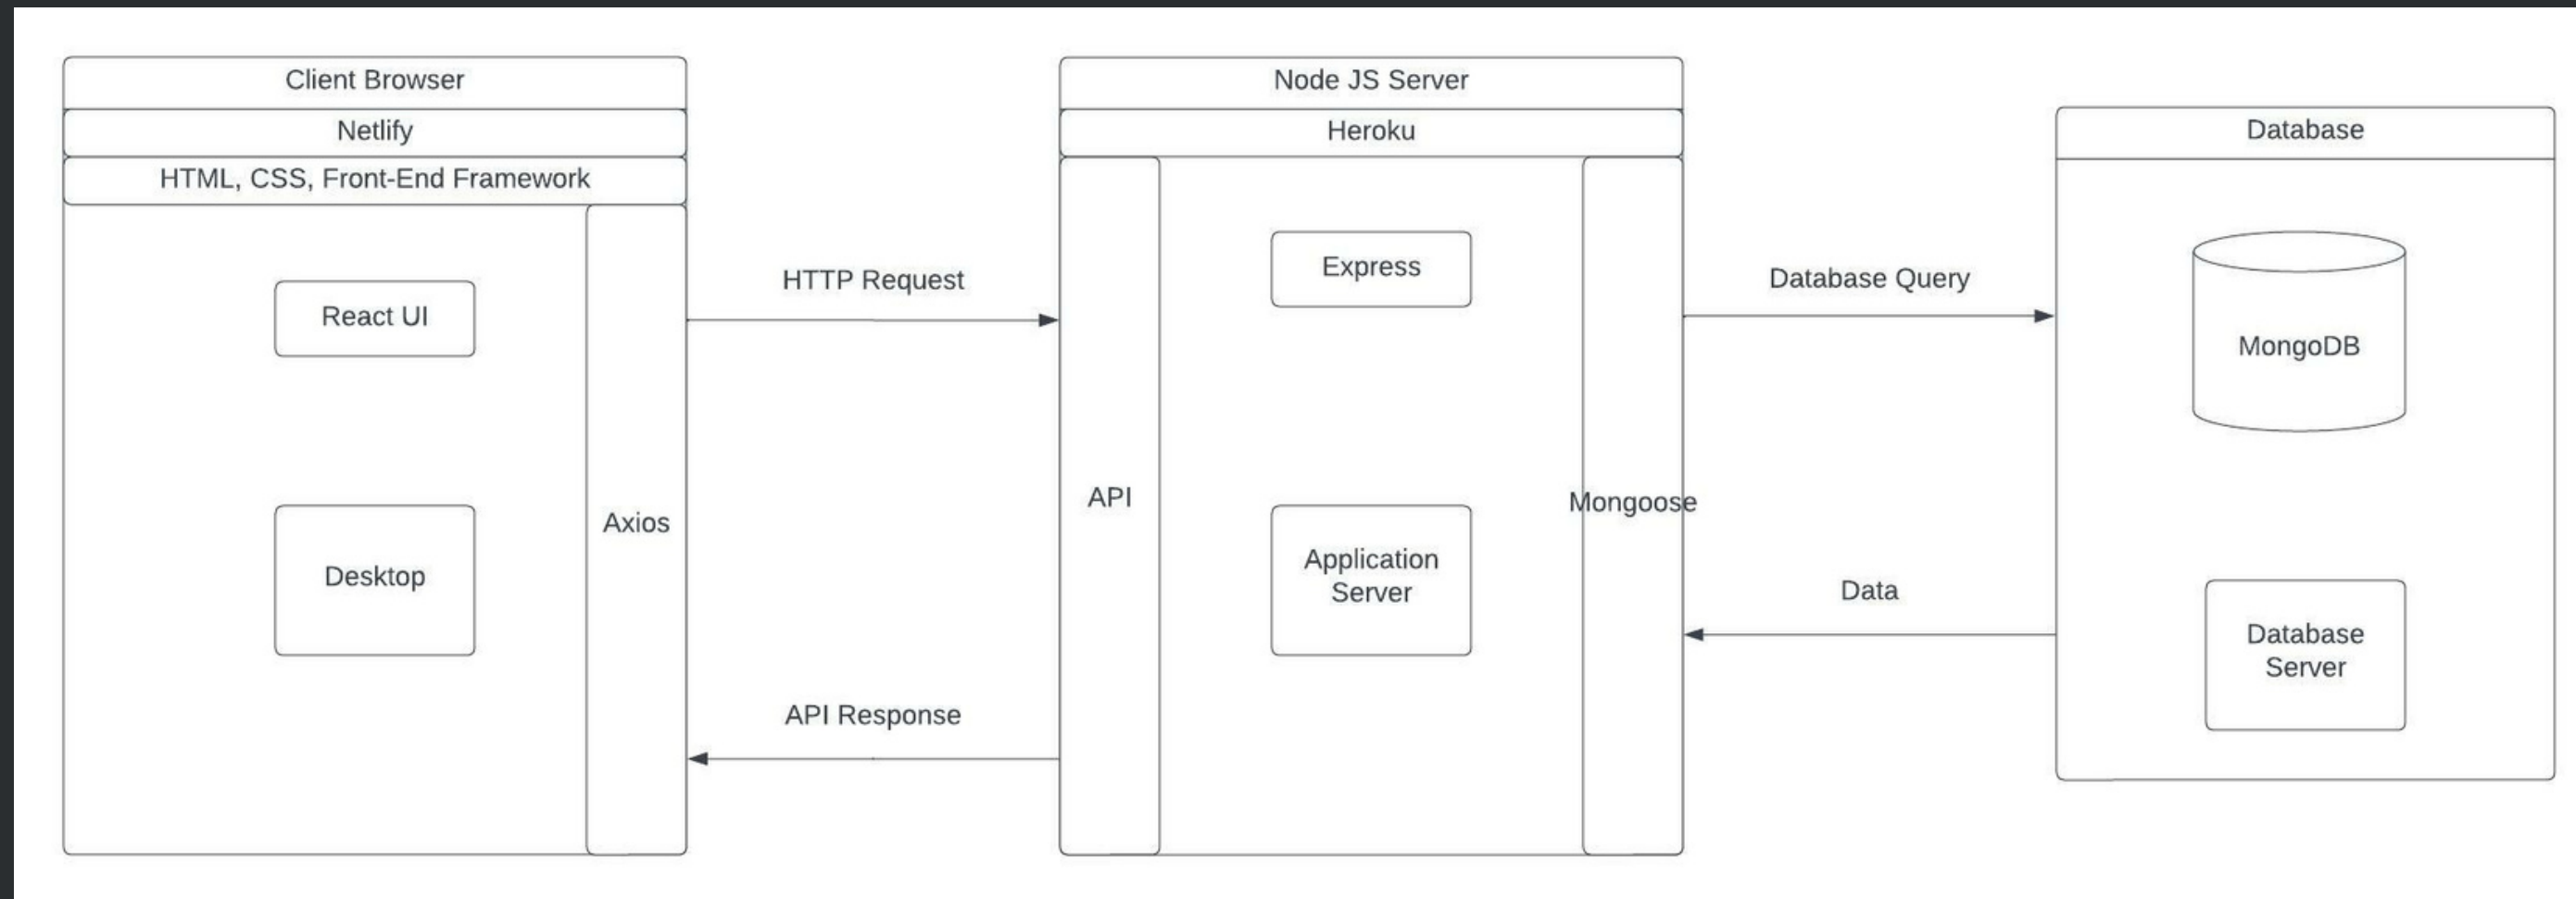 Client Browser
Netlify
HTML, CSS, Front-End Framework
React UI
Desktop
Axios
HTTP Request
API Response
Node JS Server
Heroku
API
Express
Application
Server
Mongoose
Database Query
Data
Database
MongoDB
Database
Server